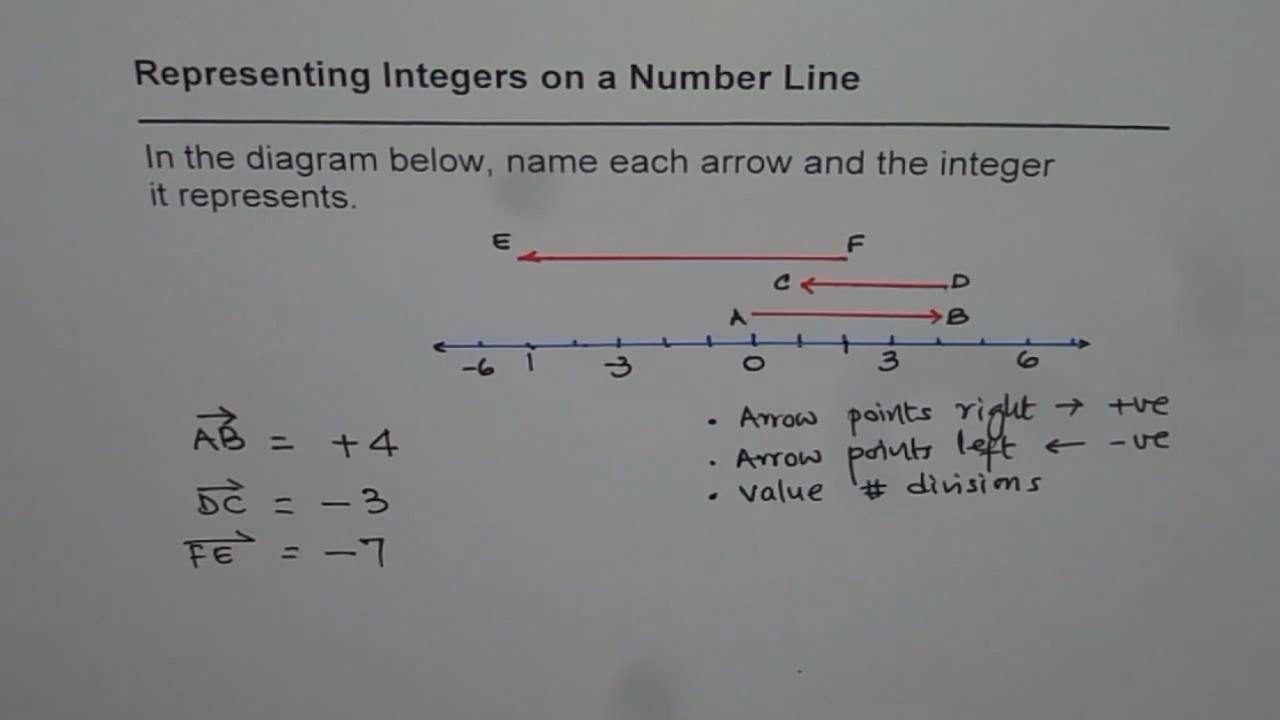 Representing Integers on a Number Line
In the diagram below, name each arrow and the integer
it represents.
E F
C D
A B
-6 -3 0 3 6
AB = +4
DC = -3
FE = -7
• Arrow points right → +ve
• Arrow points left ← -ve
• value # divisions